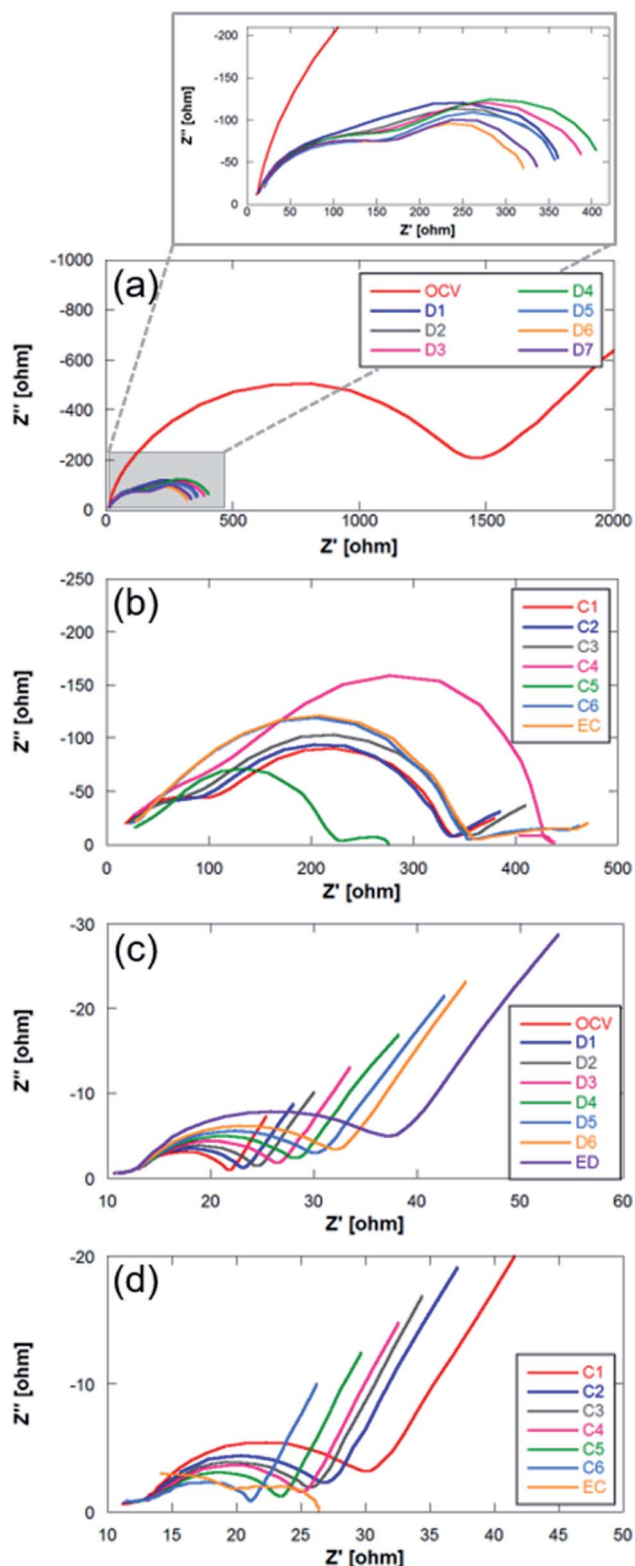 -200
-150
-100
-50
0
Z'' [ohm]
0 50 100 150 200 250 300 350 400
Z' [ohm]
(a)
-1000
-800
-600
-400
-200
0
Z'' [ohm]
OCV D4
D1 D5
D2 D6
D3 D7
0 500 1000 1500 2000
Z' [ohm]
(b)
-250
-200
-150
-100
-50
0
Z'' [ohm]
C1
C2
C3
C4
C5
C6
EC
0 100 200 300 400 500
Z' [ohm]
(c)
-30
-20
-10
0
Z'' [ohm]
OCV
D1
D2
D3
D4
D5
D6
ED
10 20 30 40 50 60
Z' [ohm]
(d)
-20
-10
0
Z'' [ohm]
C1
C2
C3
C4
C5
C6
EC
10 15 20 25 30 35 40 45 50
Z' [ohm]